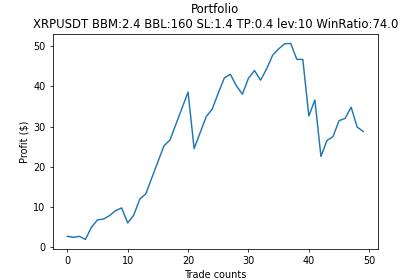 Portfolio
XRPUSDT BBM:2.4 BBL:160 SL:1.4 TP:0.4 lev:10 WinRatio:74.0
50
40
30
20
10
0
Profit ($)
0 10 20 30 40 50
Trade counts